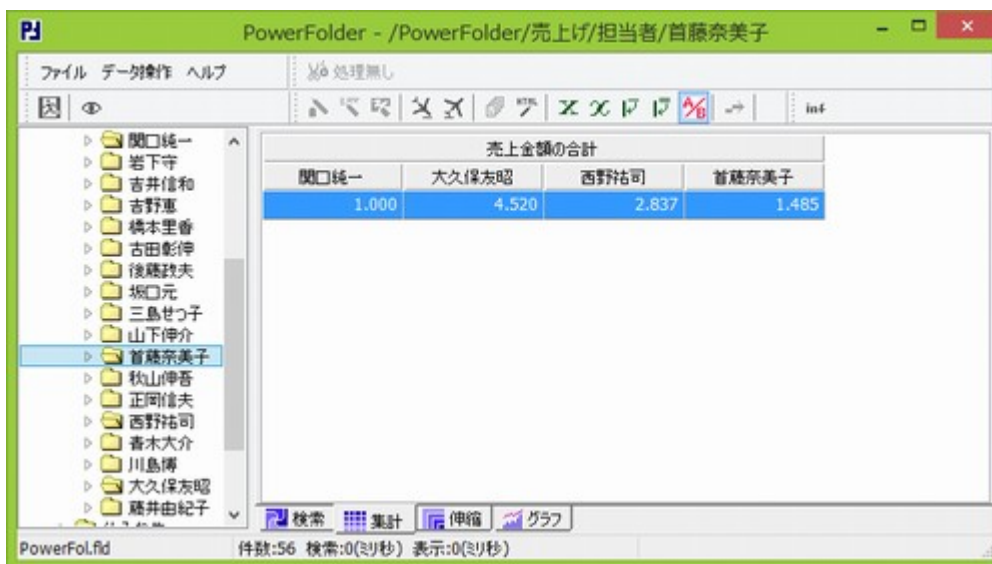 PowerFolder - /PowerFolder/売上げ/担当者/首藤奈美子
ファイル データ操作 ヘルプ
処理無し
A/B
inf
関口純一
岩下守
吉井信和
吉野恵
橋本里香
古田彰伸
後藤政夫
坂口元
三島せつ子
山下伸介
首藤奈美子
秋山伸吾
正岡信夫
西野祐司
青木大介
川島博
大久保友昭
藤井由紀子
売上金額の合計
関口純一 大久保友昭 西野祐司 首藤奈美子
1.000 4.520 2.837 1.485
検索 集計 伸縮 グラフ
PowerFol.fld 件数:56 検索:0(ミリ秒) 表示:0(ミリ秒)